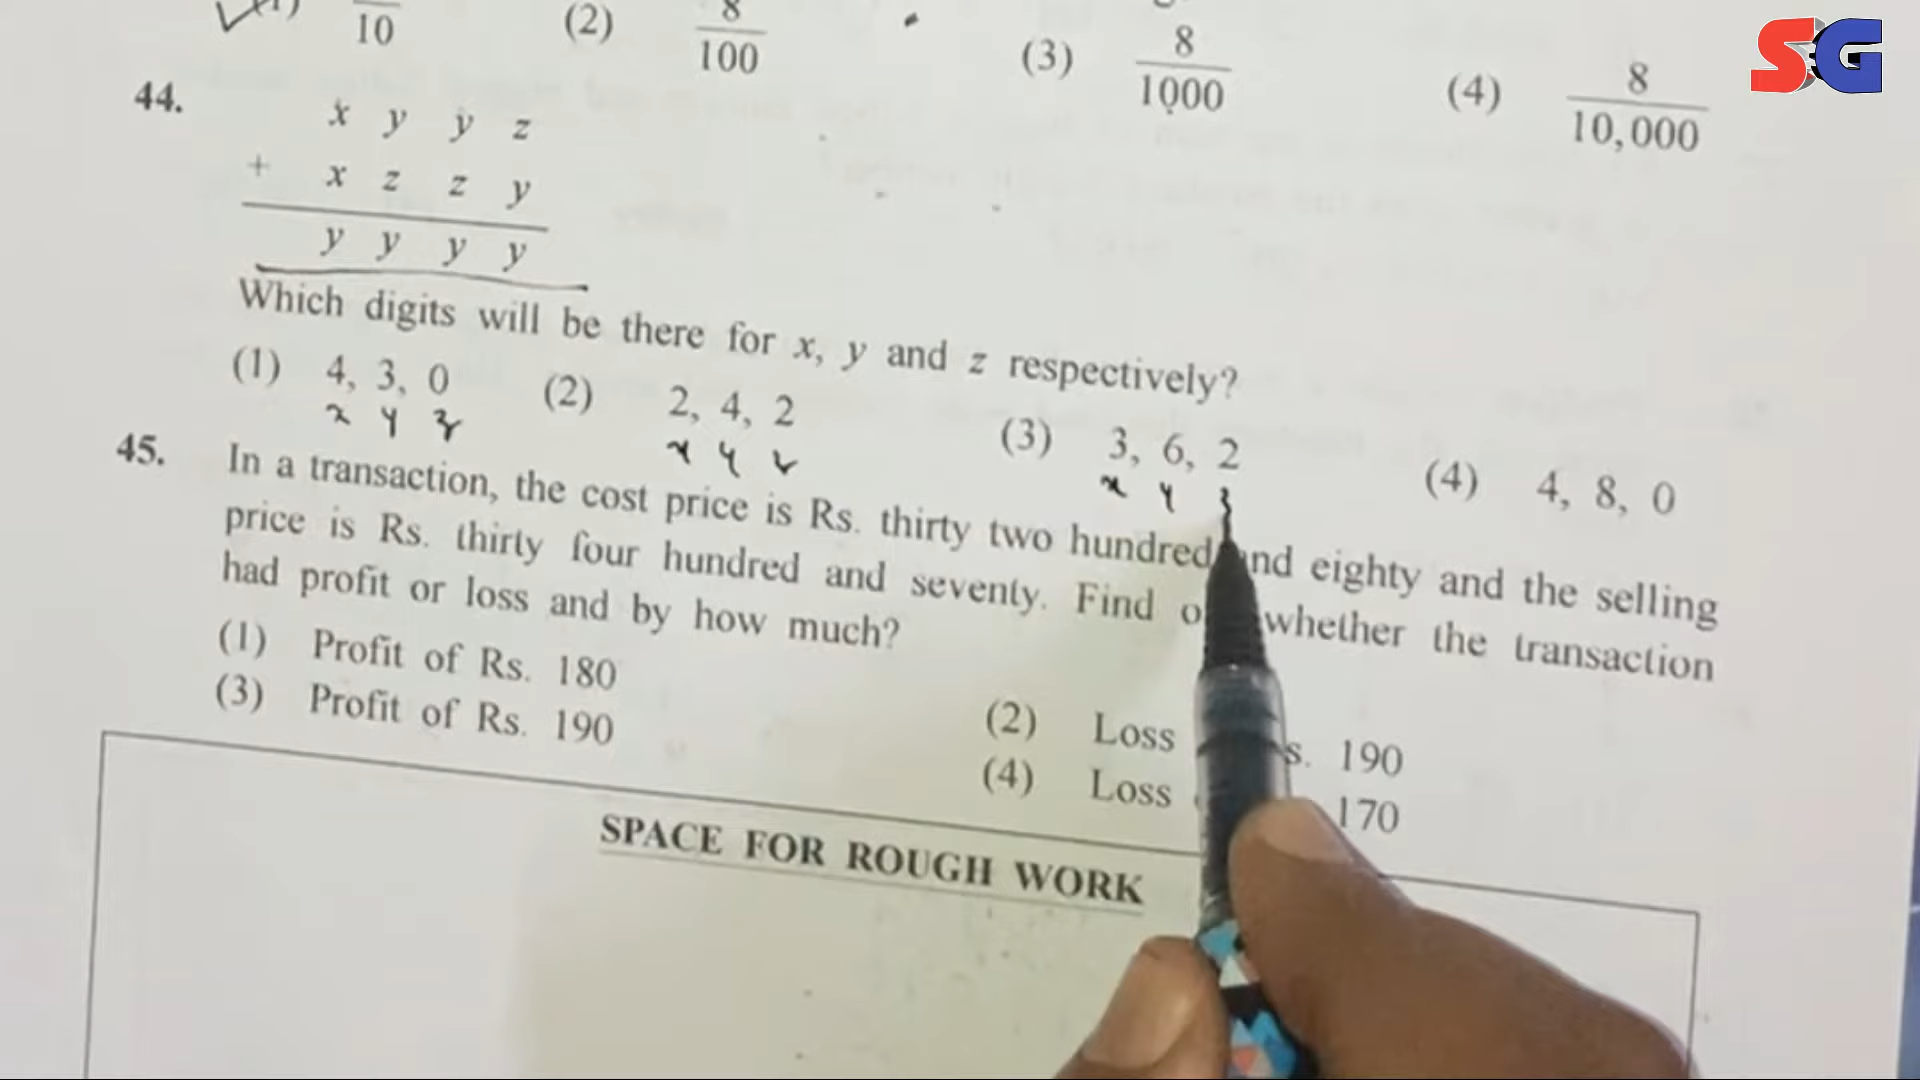 (1) 10 (2) 8/100 (3) 8/1000 (4) 8/10,000
SG
44. x y y z
+ x z z y
y y y y
Which digits will be there for x, y and z respectively?
(1) 4, 3, 0 (2) 2, 4, 2 (3) 3, 6, 2 (4) 4, 8, 0
x y z x y z x y z
45. In a transaction, the cost price is Rs. thirty two hundred and eighty and the selling
price is Rs. thirty four hundred and seventy. Find whether the transaction
had profit or loss and by how much?
(1) Profit of Rs. 180 (2) Loss s. 190
(3) Profit of Rs. 190 (4) Loss 170
SPACE FOR ROUGH WORK